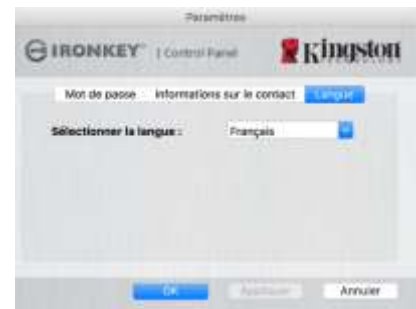 Paramètres
IRONKEY | Control Panel Kingston
Mot de passe Informations sur le contact Langue
Sélectionner la langue : Français
OK Appliquer Annuler